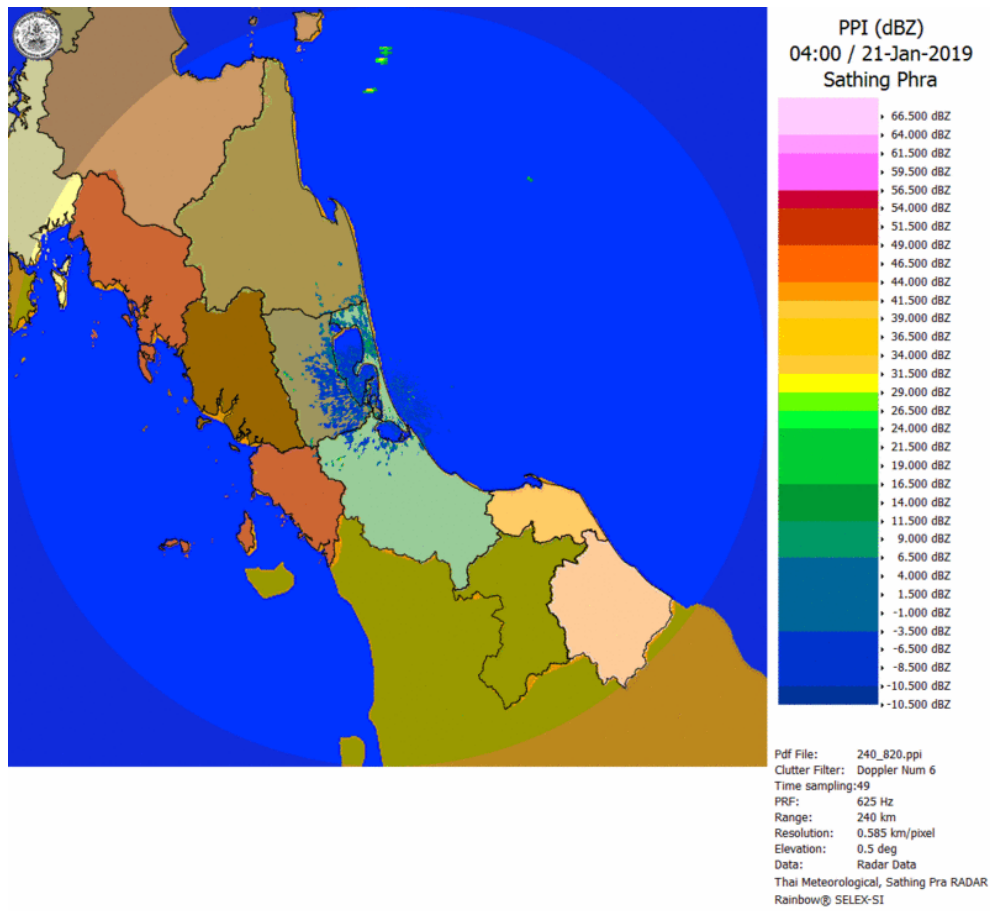 PPI (dBZ)
04:00 / 21-Jan-2019
Sathing Phra
66.500 dBZ
64.000 dBZ
61.500 dBZ
59.500 dBZ
56.500 dBZ
54.000 dBZ
51.500 dBZ
49.000 dBZ
46.500 dBZ
44.000 dBZ
41.500 dBZ
39.000 dBZ
36.500 dBZ
34.000 dBZ
31.500 dBZ
29.000 dBZ
26.500 dBZ
24.000 dBZ
21.500 dBZ
19.000 dBZ
16.500 dBZ
14.000 dBZ
11.500 dBZ
9.000 dBZ
6.500 dBZ
4.000 dBZ
1.500 dBZ
-1.000 dBZ
-3.500 dBZ
-6.500 dBZ
-8.500 dBZ
-10.500 dBZ
-10.500 dBZ
Pdf File: 240_820.ppi
Clutter Filter: Doppler Num 6
Time sampling:49
PRF: 625 Hz
Range: 240 km
Resolution: 0.585 km/pixel
Elevation: 0.5 deg
Data: Radar Data
Thai Meteorological, Sathing Pra RADAR
Rainbow® SELEX-SI